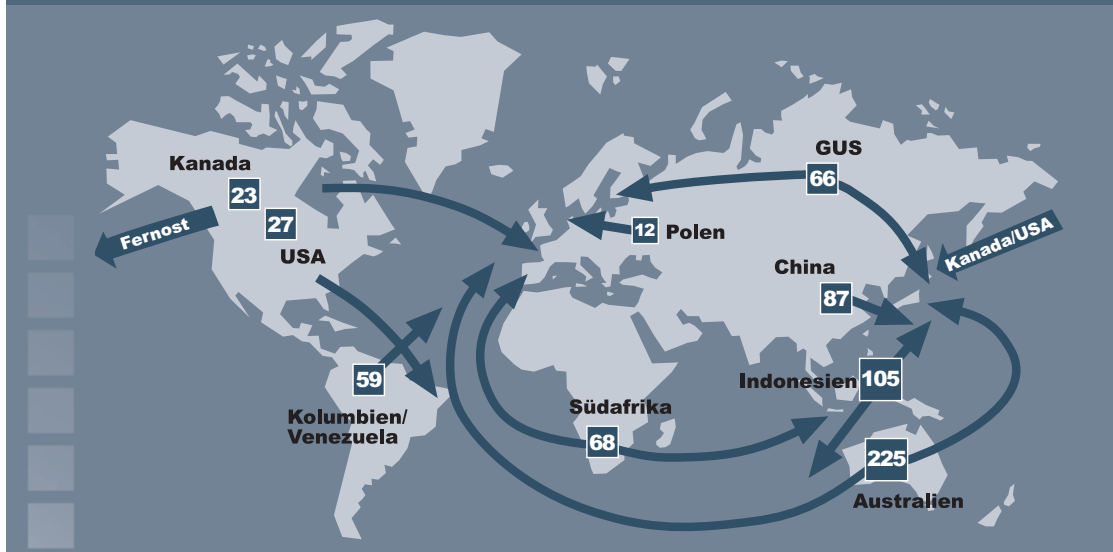 Kanada
23
27
USA
Fernost
GUS
66
12 Polen
Kanada/USA
China
87
59
Kolumbien/
Venezuela
Indonesien 105
Südafrika
68
225
Australien